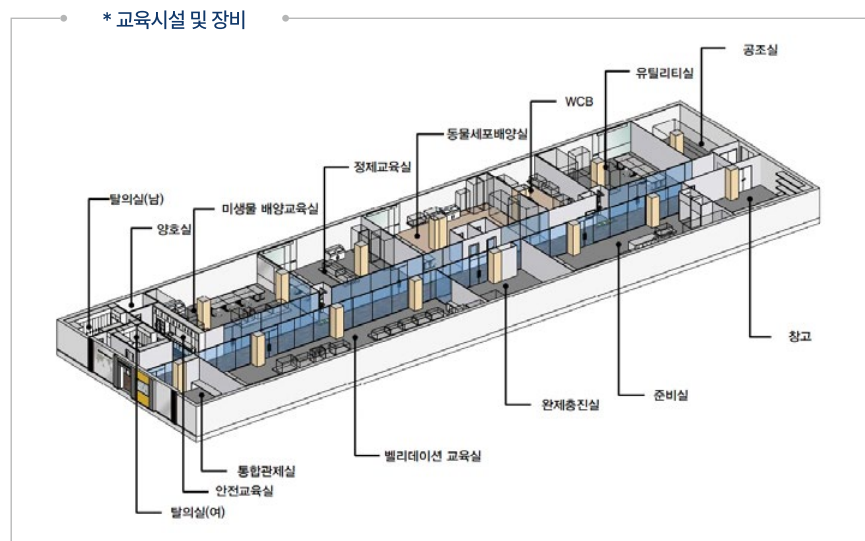 * 교육시설 및 장비
공조실
유틸리티실
WCB
동물세포배양실
정제교육실
미생물 배양교육실
탈의실(남)
양호실
창고
준비실
완제충진실
벨리데이션 교육실
통합관제실
안전교육실
탈의실(여)